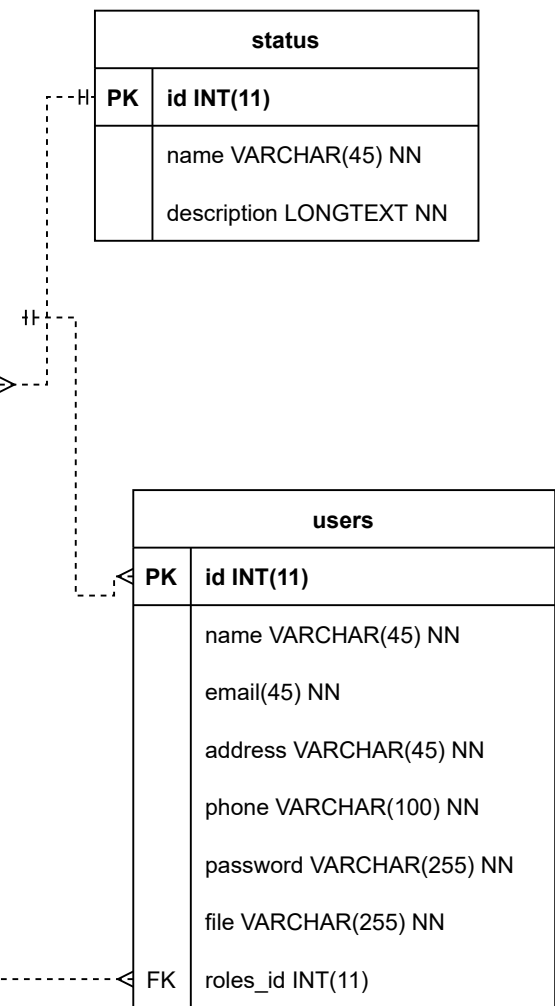 status
PK id INT(11)
name VARCHAR(45) NN
description LONGTEXT NN
users
PK id INT(11)
name VARCHAR(45) NN
email(45) NN
address VARCHAR(45) NN
phone VARCHAR(100) NN
password VARCHAR(255) NN
file VARCHAR(255) NN
FK roles_id INT(11)